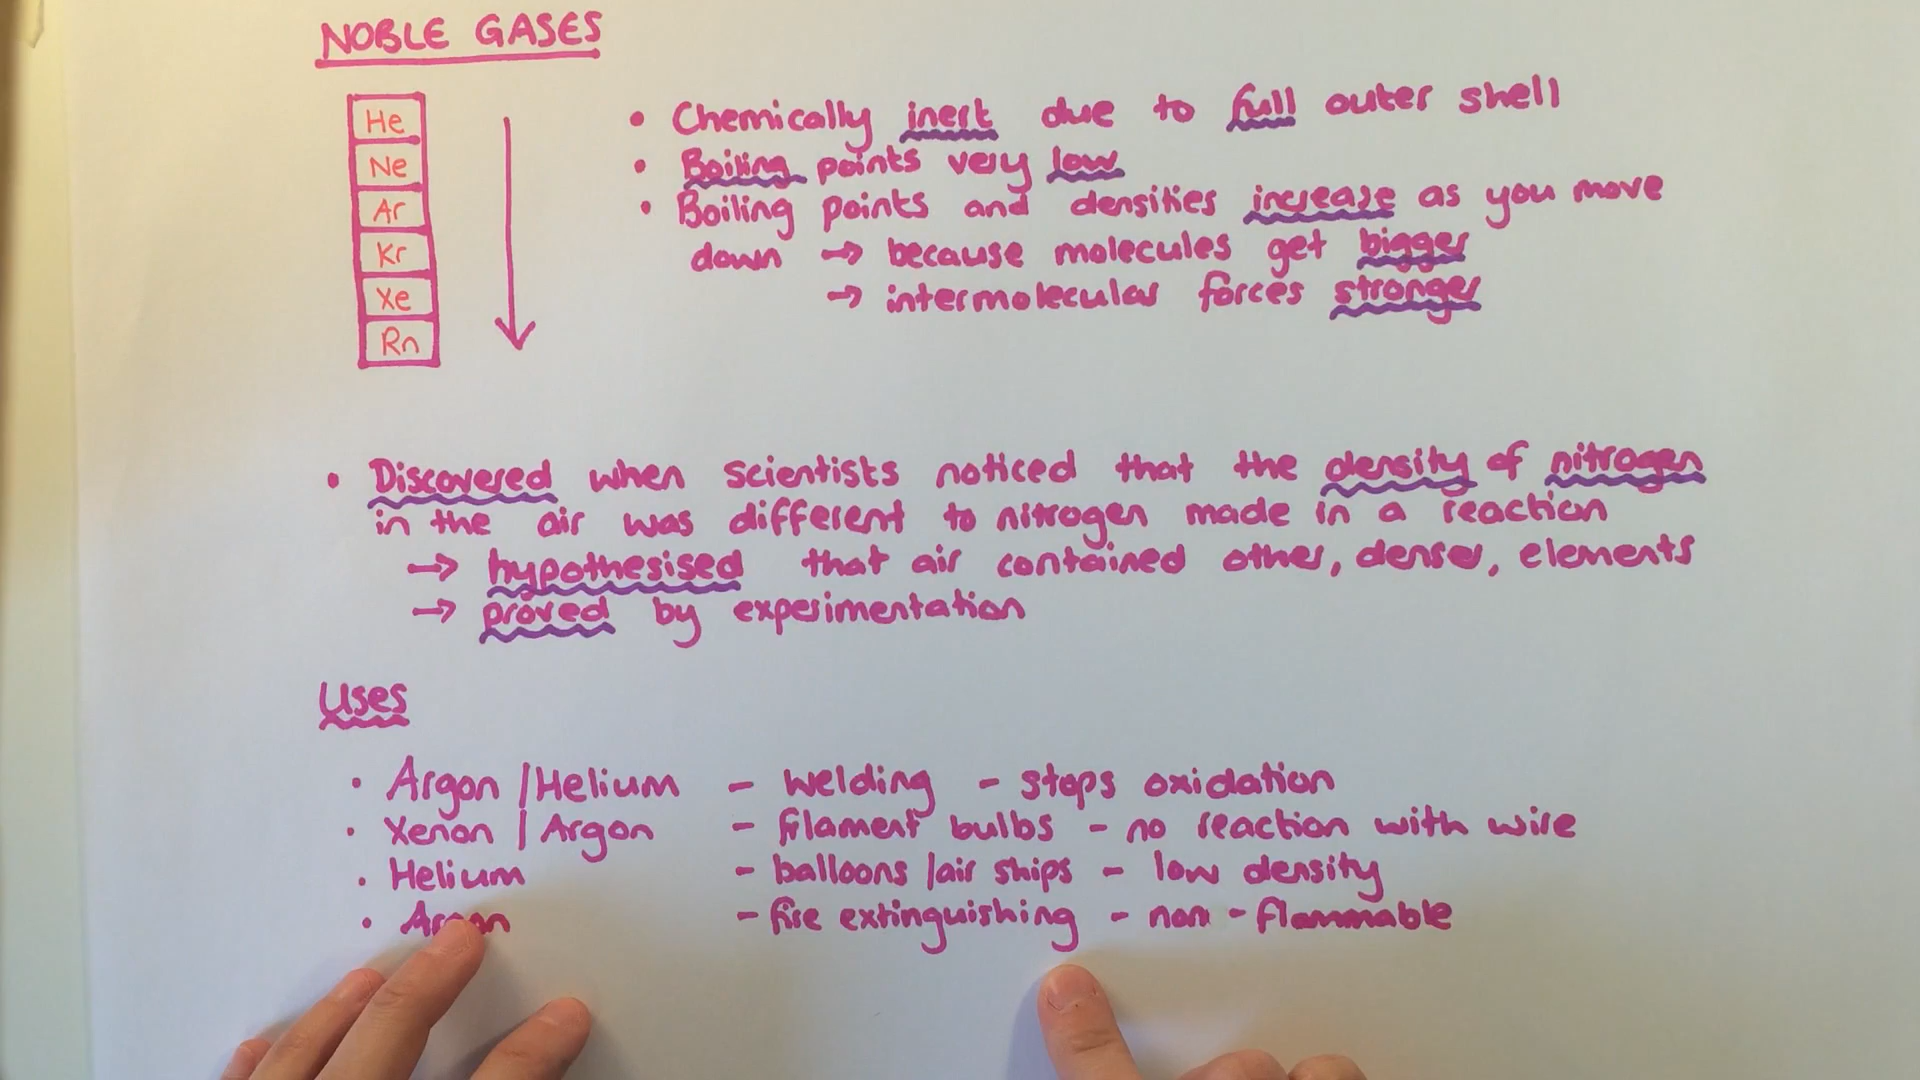 NOBLE GASES
He
Ne
Ar
Kr
Xe
Rn
• Chemically inert due to full outer shell
• Boiling points very low
• Boiling points and densities increase as you move
down → because molecules get bigger
→ intermolecular forces stronger
• Discovered when scientists noticed that the density of nitrogen
in the air was different to nitrogen made in a reaction
→ hypothesised that air contained other, denser, elements
→ proved by experimentation
Uses
• Argon / Helium - welding - stops oxidation
• Xenon / Argon - filament bulbs - no reaction with wire
• Helium - balloons / air ships - low density
• Argon - fire extinguishing - non - flammable